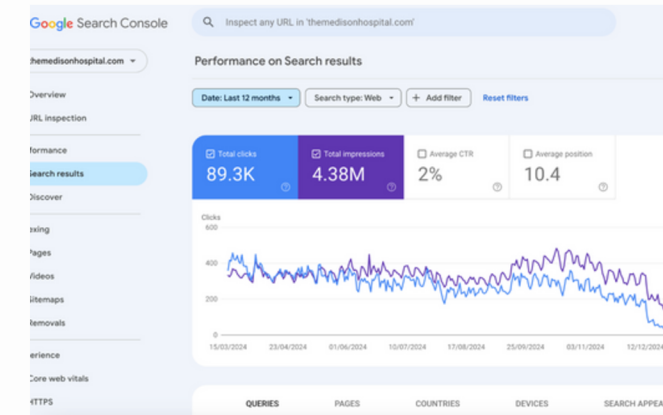 Google Search Console
Inspect any URL in 'themedisonhospital.com'
themedisonhospital.com
Performance on Search results
Date: Last 12 months
Search type: Web
+ Add filter
Reset filters
Overview
URL inspection
formance
Search results
Discover
exing
Pages
Videos
Sitemaps
Removals
erience
Core web vitals
HTTPS
Total clicks
89.3K
Total impressions
4.38M
Average CTR
2%
Average position
10.4
Clicks
600
400
200
0
15/03/2024 23/04/2024 01/06/2024 10/07/2024 17/08/2024 25/09/2024 03/11/2024 12/12/2024
QUERIES PAGES COUNTRIES DEVICES SEARCH APPEA